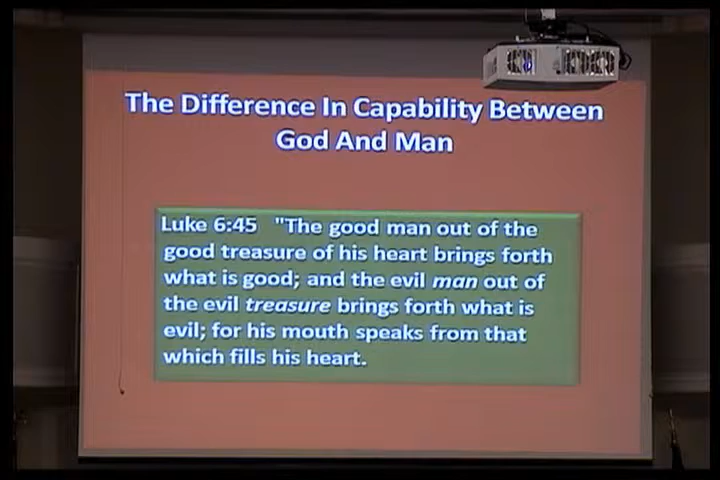 The Difference In Capability Between
God And Man
Luke 6:45 "The good man out of the
good treasure of his heart brings forth
what is good; and the evil man out of
the evil treasure brings forth what is
evil; for his mouth speaks from that
which fills his heart.